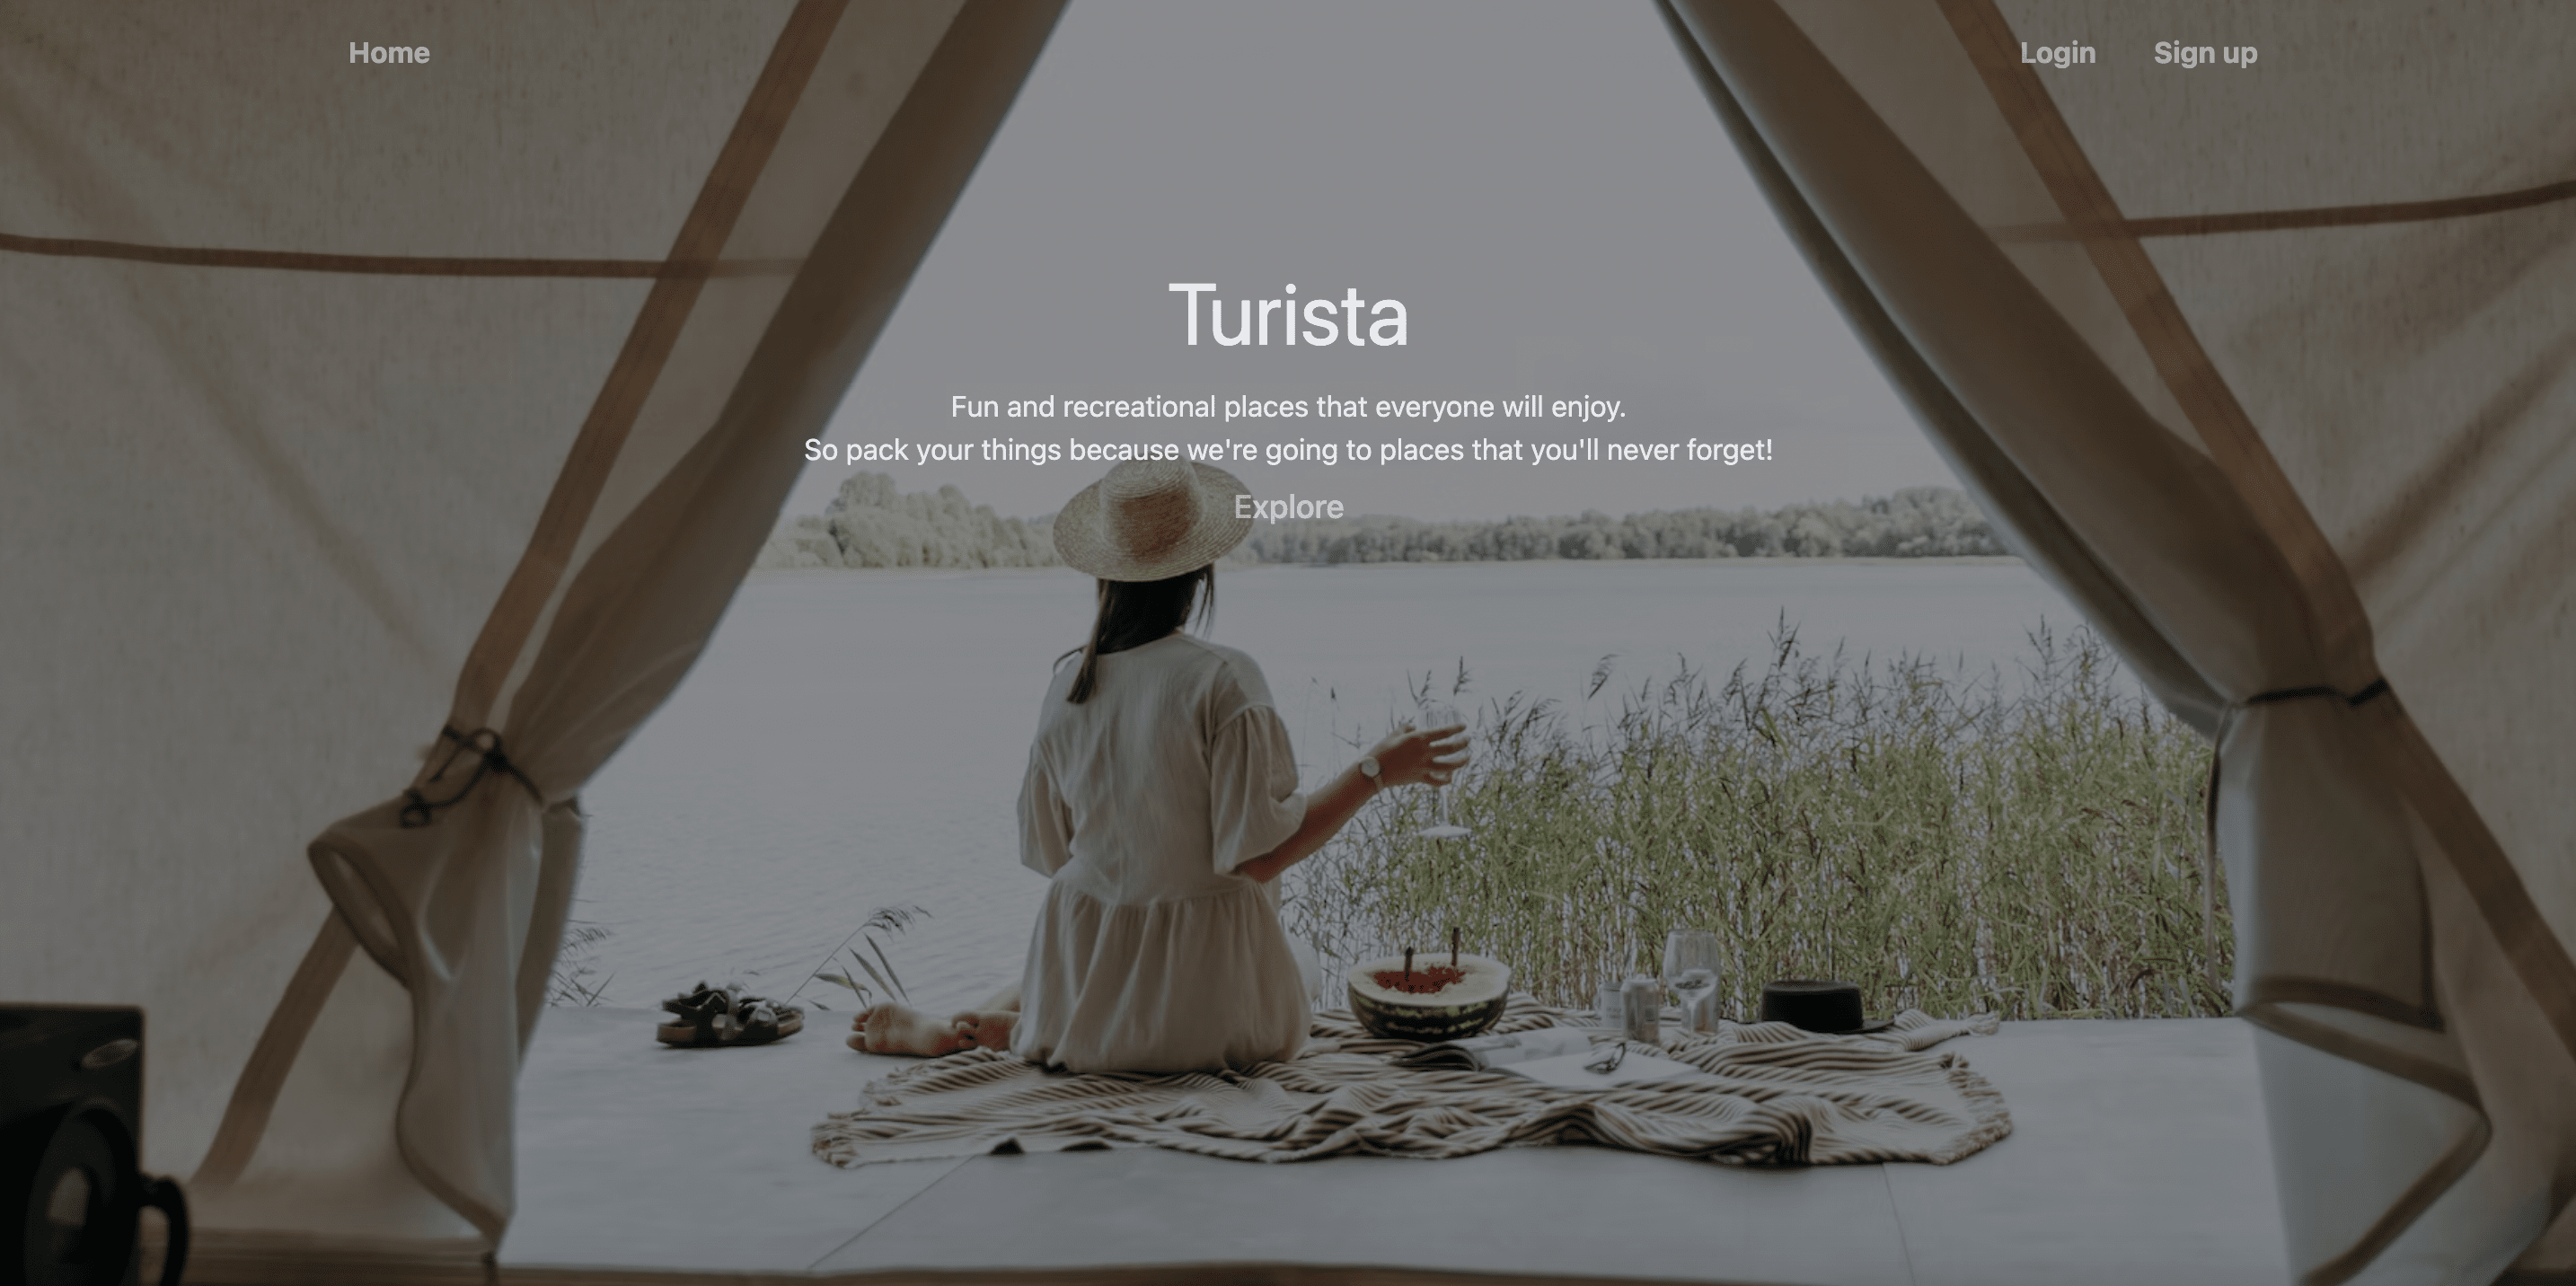 Home
Login
Sign up
Turista
Fun and recreational places that everyone will enjoy.
So pack your things because we're going to places that you'll never forget!
Explore